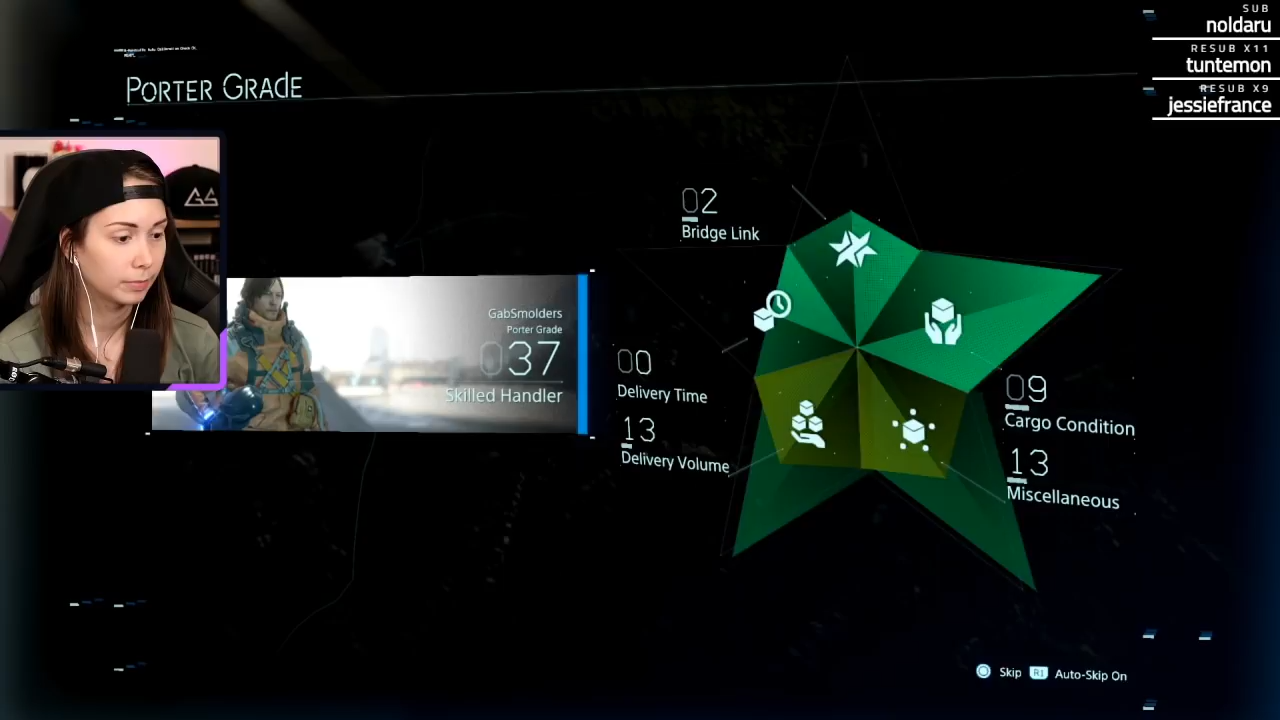 SUB
noldaru
RESUB X11
tuntemon
RESUB X9
jessiefrance
PORTER GRADE
02
Bridge Link
GabSmolders
Porter Grade
037
Skilled Handler
00
Delivery Time
13
Delivery Volume
09
Cargo Condition
13
Miscellaneous
Skip R1 Auto-Skip On